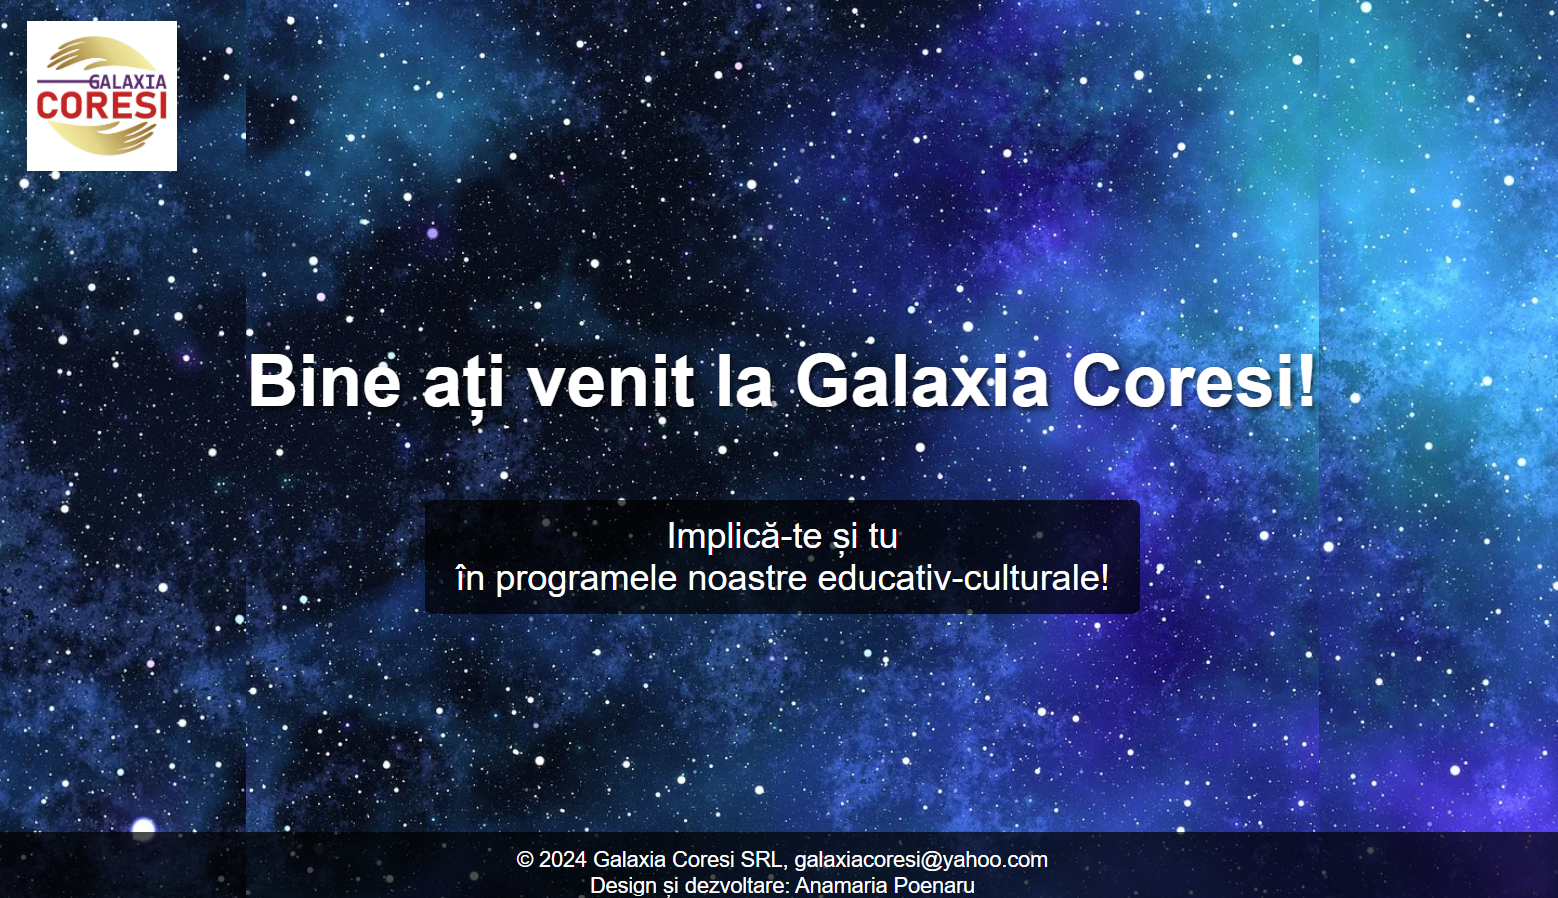 GALAXIA
CORESI
Bine ați venit la Galaxia Coresi!
Implică-te și tu
în programele noastre educativ-culturale!
© 2024 Galaxia Coresi SRL, galaxiacoresi@yahoo.com
Design și dezvoltare: Anamaria Poenaru